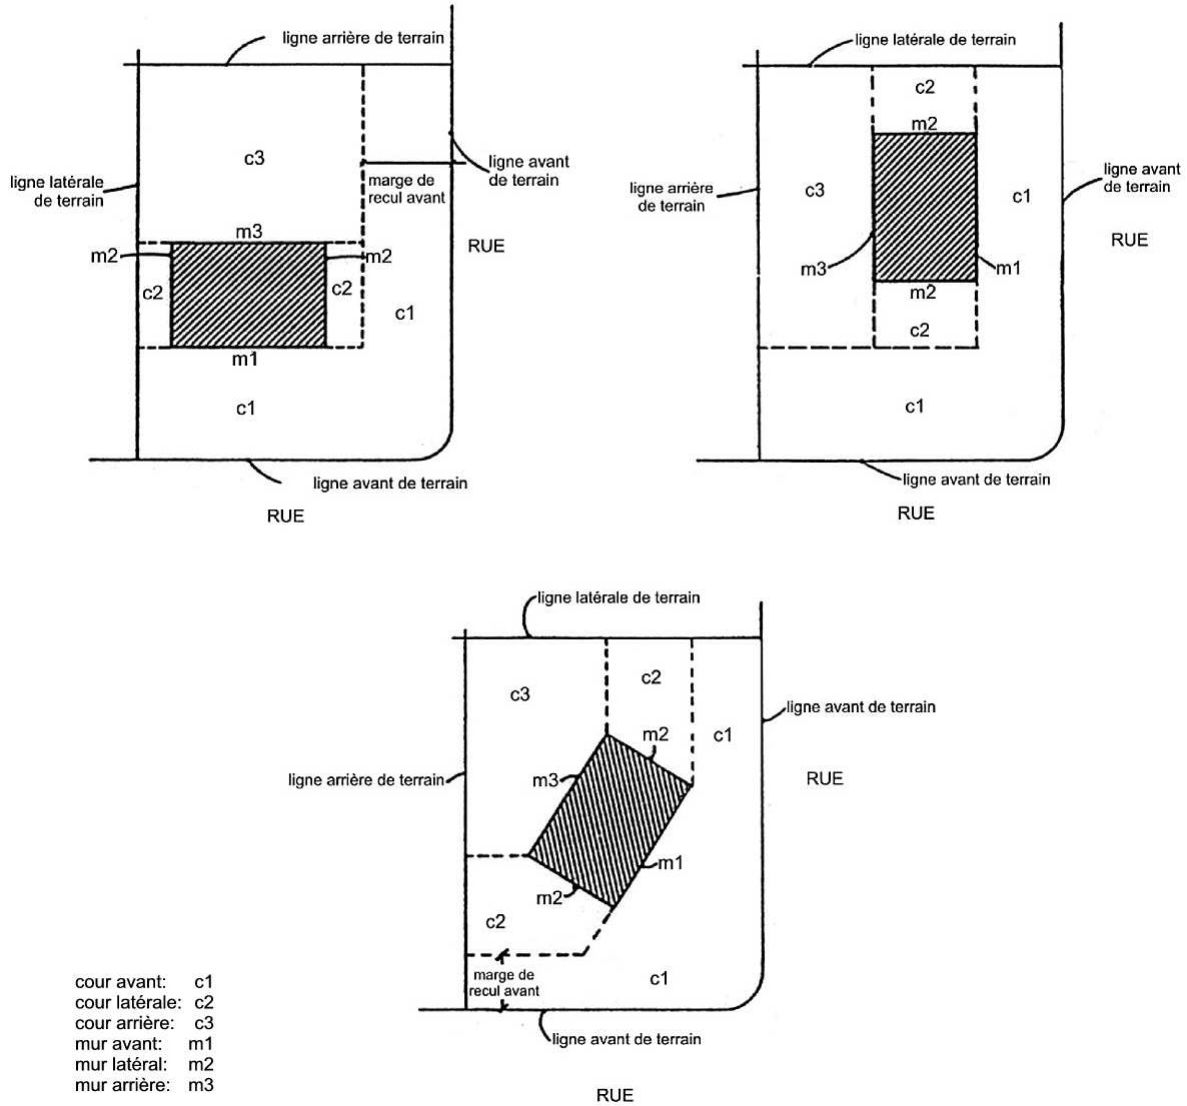 ligne arrière de terrain
c3
ligne latérale
de terrain
ligne avant
de terrain
marge de
recul avant
m3
m2
m2
RUE
c2
c2
c1
m1
c1
ligne avant de terrain
RUE
ligne latérale de terrain
c2
m2
ligne avant
de terrain
ligne arrière
de terrain
c3
c1
RUE
m3
m1
m2
c2
c1
ligne avant de terrain
RUE
ligne latérale de terrain
c2
c3
ligne avant de terrain
m2
c1
ligne arrière de terrain
m3
RUE
m1
m2
c2
marge de
recul avant
c1
ligne avant de terrain
RUE
cour avant: c1
cour latérale: c2
cour arrière: c3
mur avant: m1
mur latéral: m2
mur arrière: m3